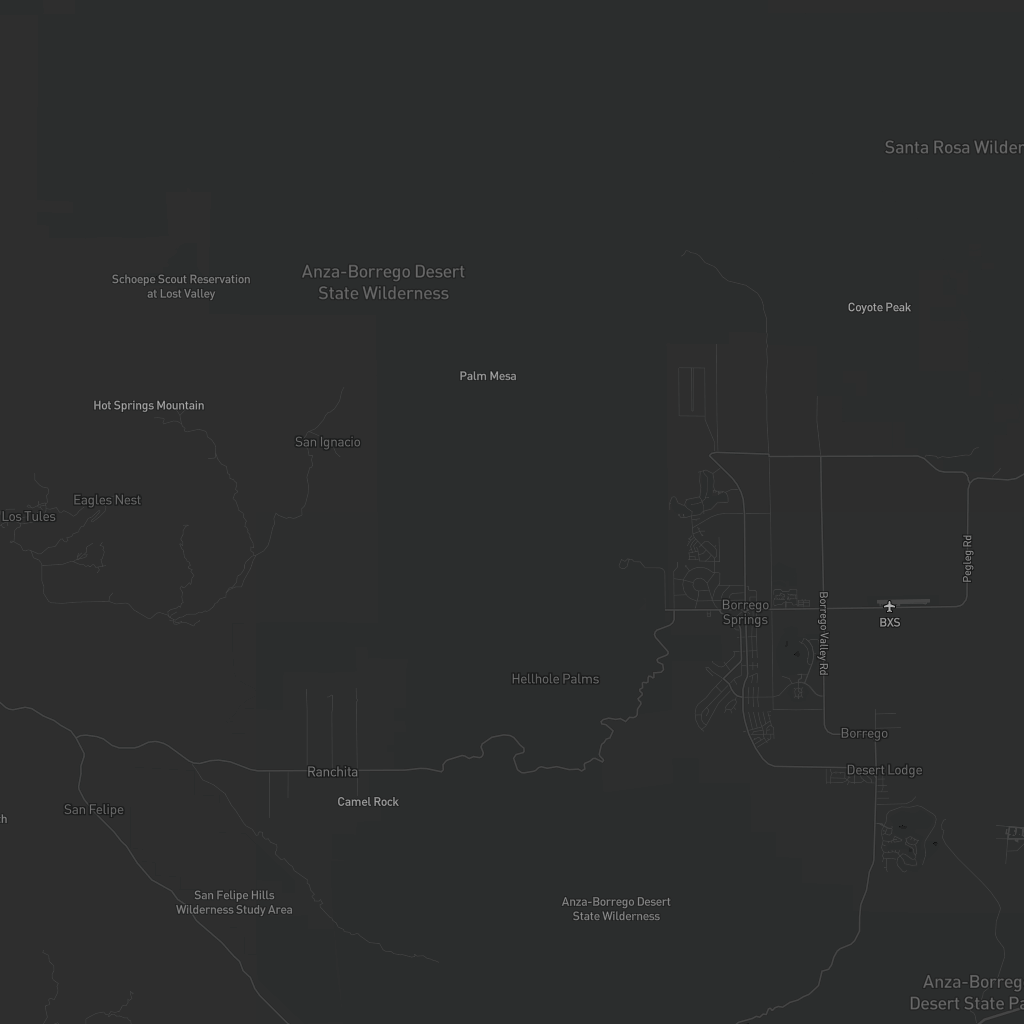 Santa Rosa Wilder
Anza-Borrego Desert
State Wilderness
Schoepe Scout Reservation
at Lost Valley
Coyote Peak
Palm Mesa
Hot Springs Mountain
San Ignacio
Eagles Nest
Los Tules
Pegleg Rd
Borrego
Springs
Borrego Valley Rd
BXS
Hellhole Palms
Borrego
Ranchita
Desert Lodge
Camel Rock
San Felipe
th
San Felipe Hills
Wilderness Study Area
Anza-Borrego Desert
State Wilderness
Anza-Borreg
Desert State Pa